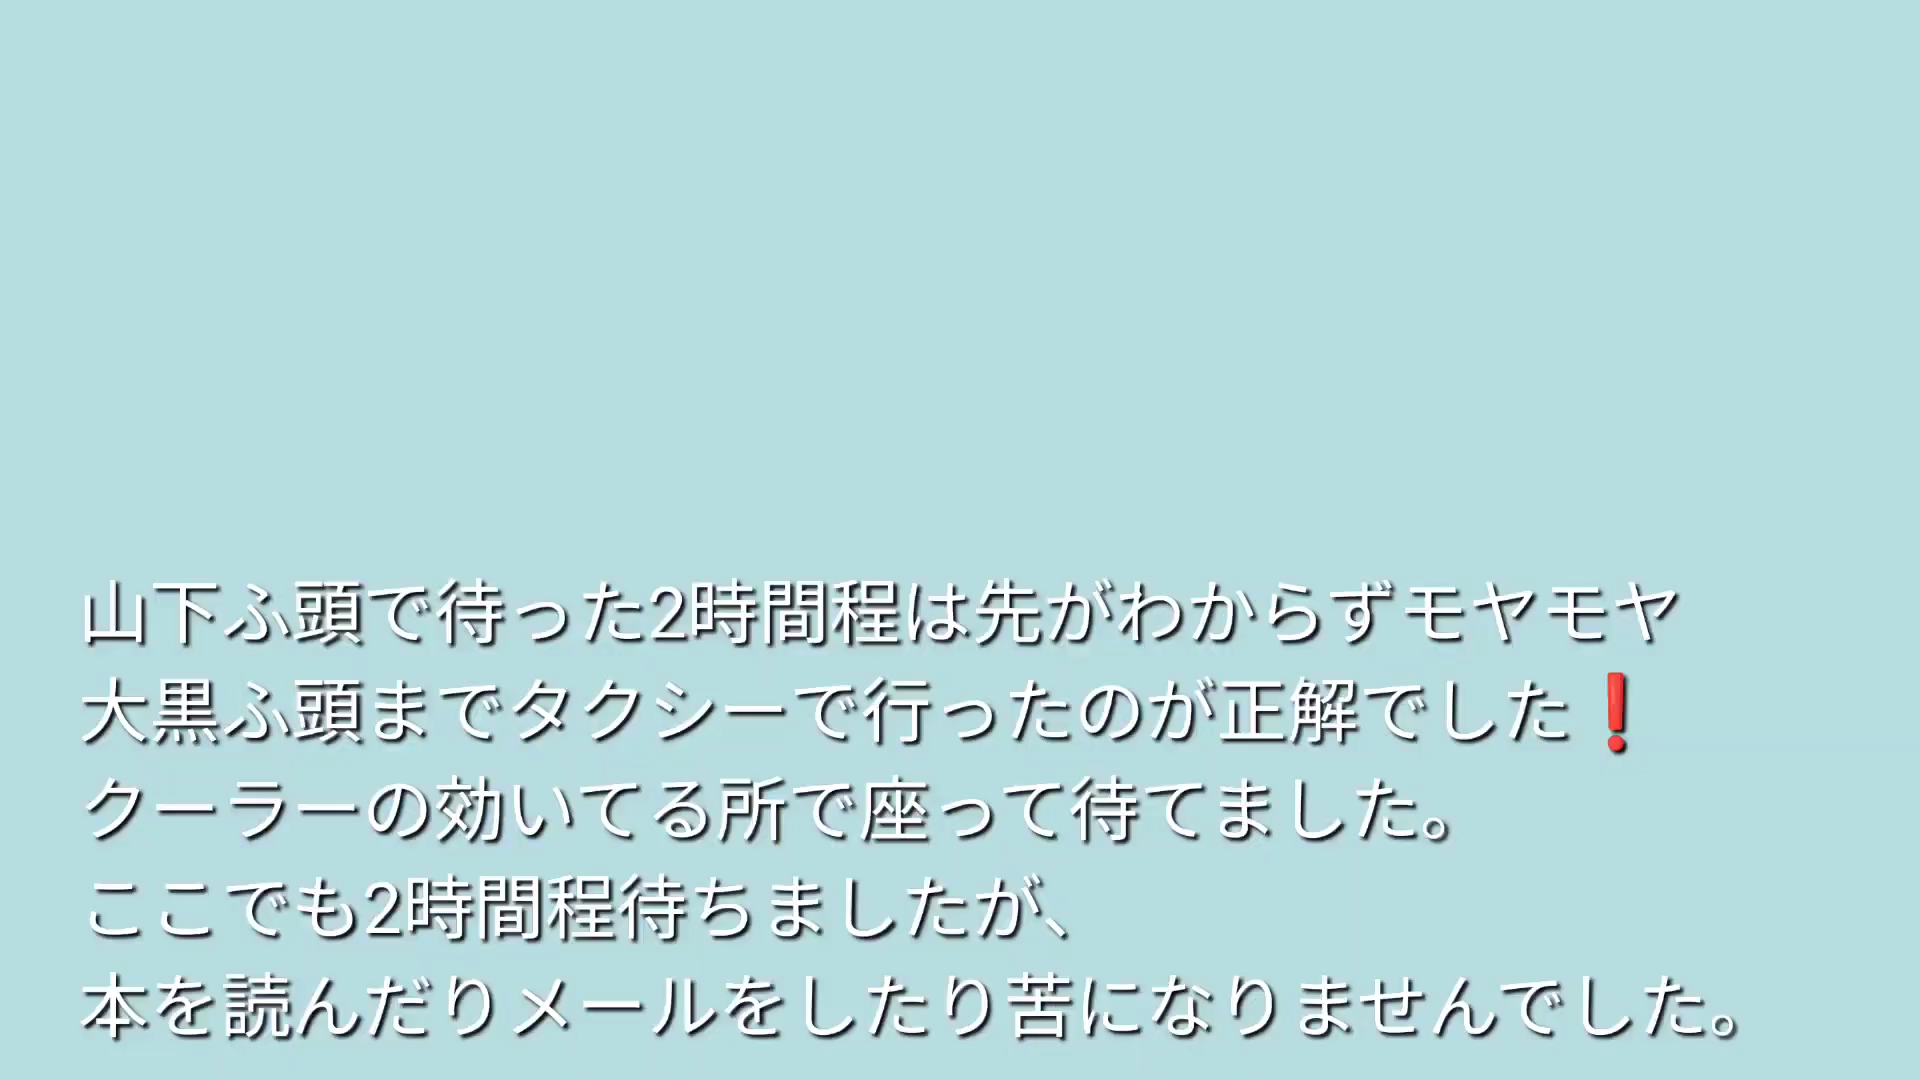 山下ふ頭で待った2時間程は先がわからずモヤモヤ
大黒ふ頭までタクシーで行ったのが正解でした❗
クーラーの効いてる所で座って待てました。
ここでも2時間程待ちましたが、
本を読んだりメールをしたり苦になりませんでした。